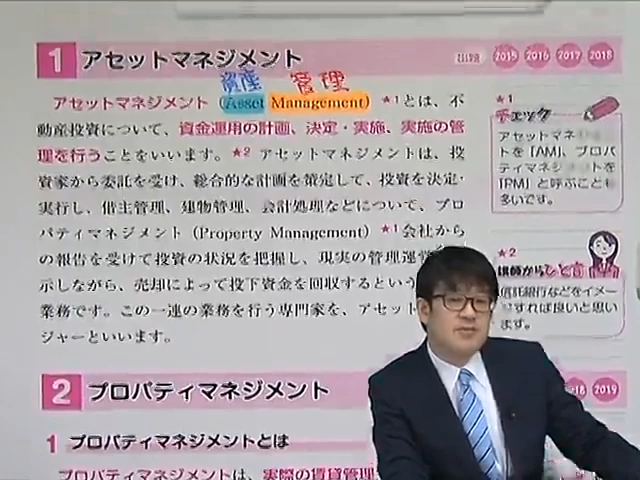 1 アセットマネジメント 出題 2015 2016 2017 2018
資産 管理
アセットマネジメント（Asset Management）★1とは、不
動産投資について、資金運用の計画、決定・実施、実施の管
理を行うことをいいます。★2 アセットマネジメントは、投
資家から委託を受け、総合的な計画を策定して、投資を決定・
実行し、借主管理、建物管理、会計処理などについて、プロ
パティマネジメント（Property Management）★1会社から
の報告を受けて投資の状況を把握し、現実の管理運営
示しながら、売却によって投下資金を回収するという
業務です。この一連の業務を行う専門家を、アセット
ジャーといいます。
★1
チェック
アセットマネ
トを「AM」、プロパ
ティマネジメントを
「PM」と呼ぶことも
多いです。
★2
講師からひと言
信託銀行などをイメー
すれば良いと思い
ます。
2 プロパティマネジメント 2019
1 プロパティマネジメントとは
プロパティマネジメントは、実際の賃貸管理